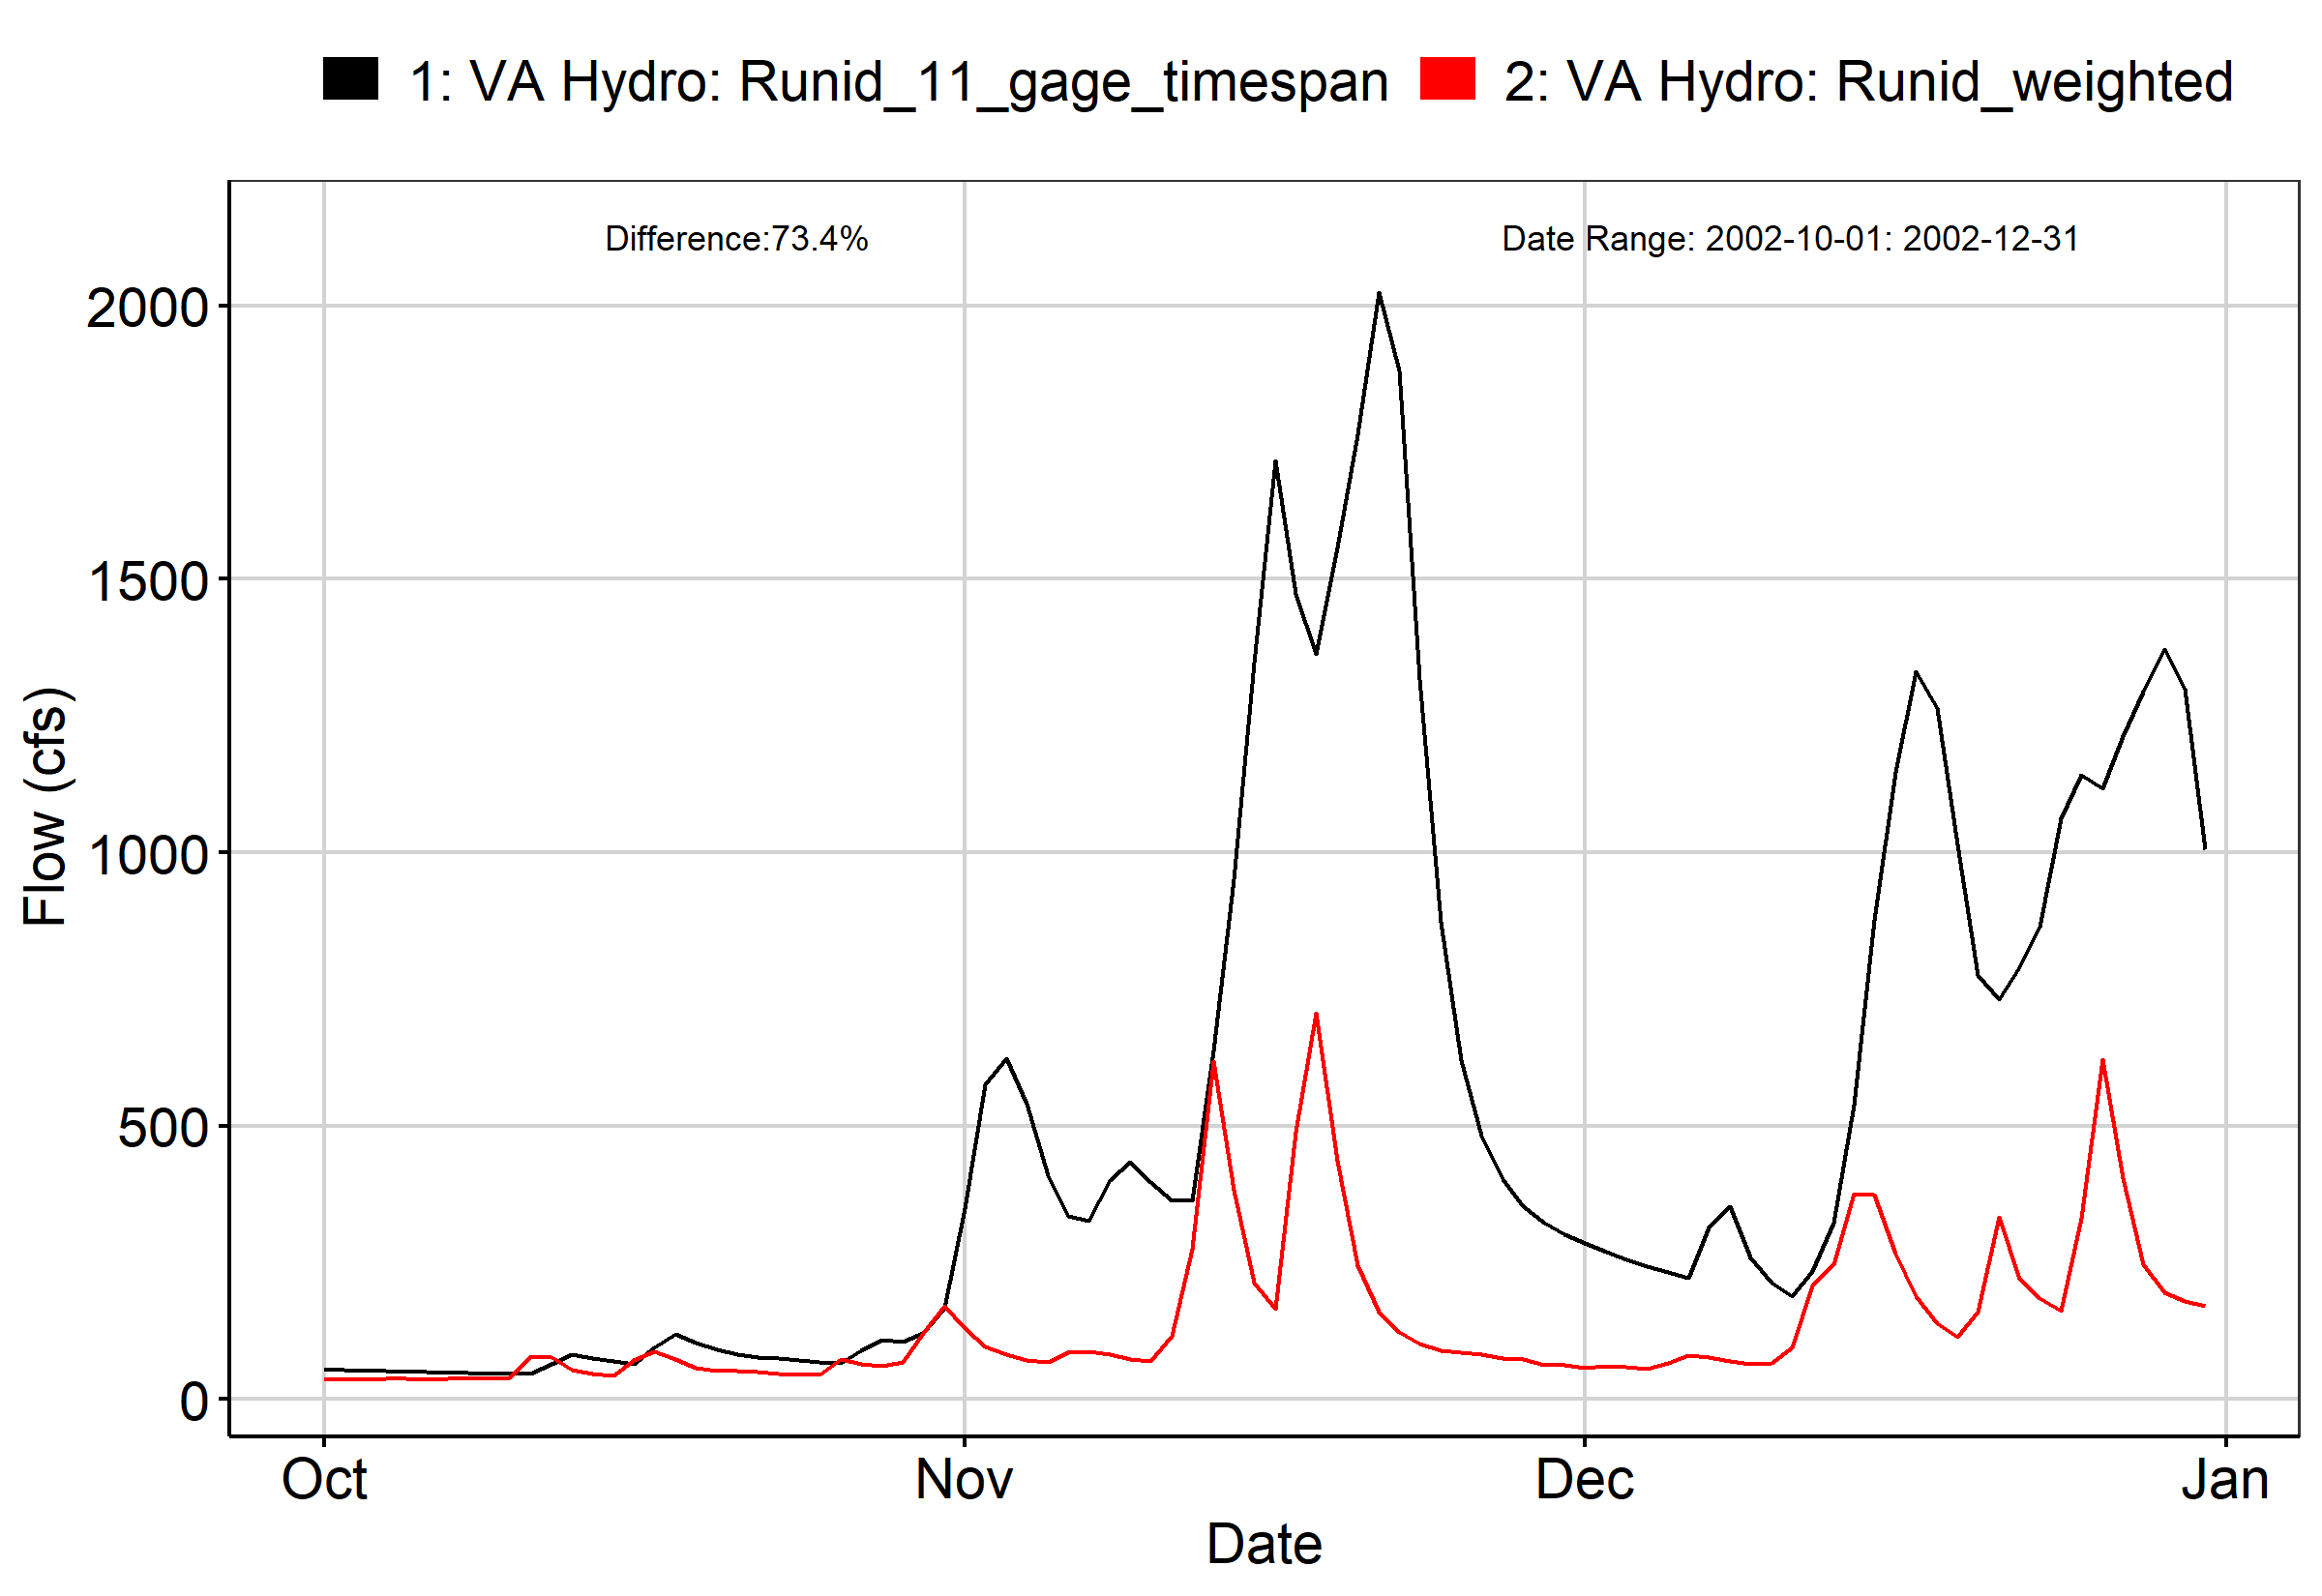 1: VA Hydro: Runid_11_gage_timespan 2: VA Hydro: Runid_weighted
Difference:73.4% Date Range: 2002-10-01: 2002-12-31
2000
1500
1000
500
0
Flow (cfs)
Oct Nov Dec Jan
Date